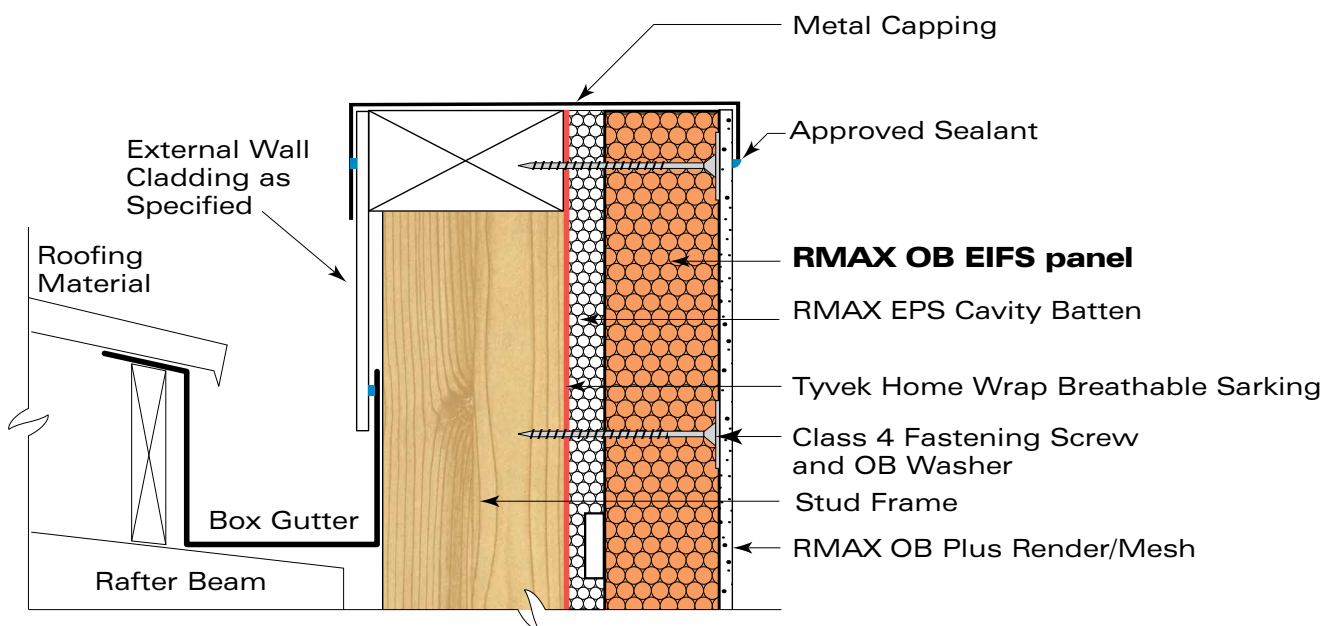 Metal Capping
Approved Sealant
External Wall
Cladding as
Specified
Roofing
Material
RMAX OB EIFS panel
RMAX EPS Cavity Batten
Tyvek Home Wrap Breathable Sarking
Class 4 Fastening Screw
and OB Washer
Stud Frame
Box Gutter
RMAX OB Plus Render/Mesh
Rafter Beam